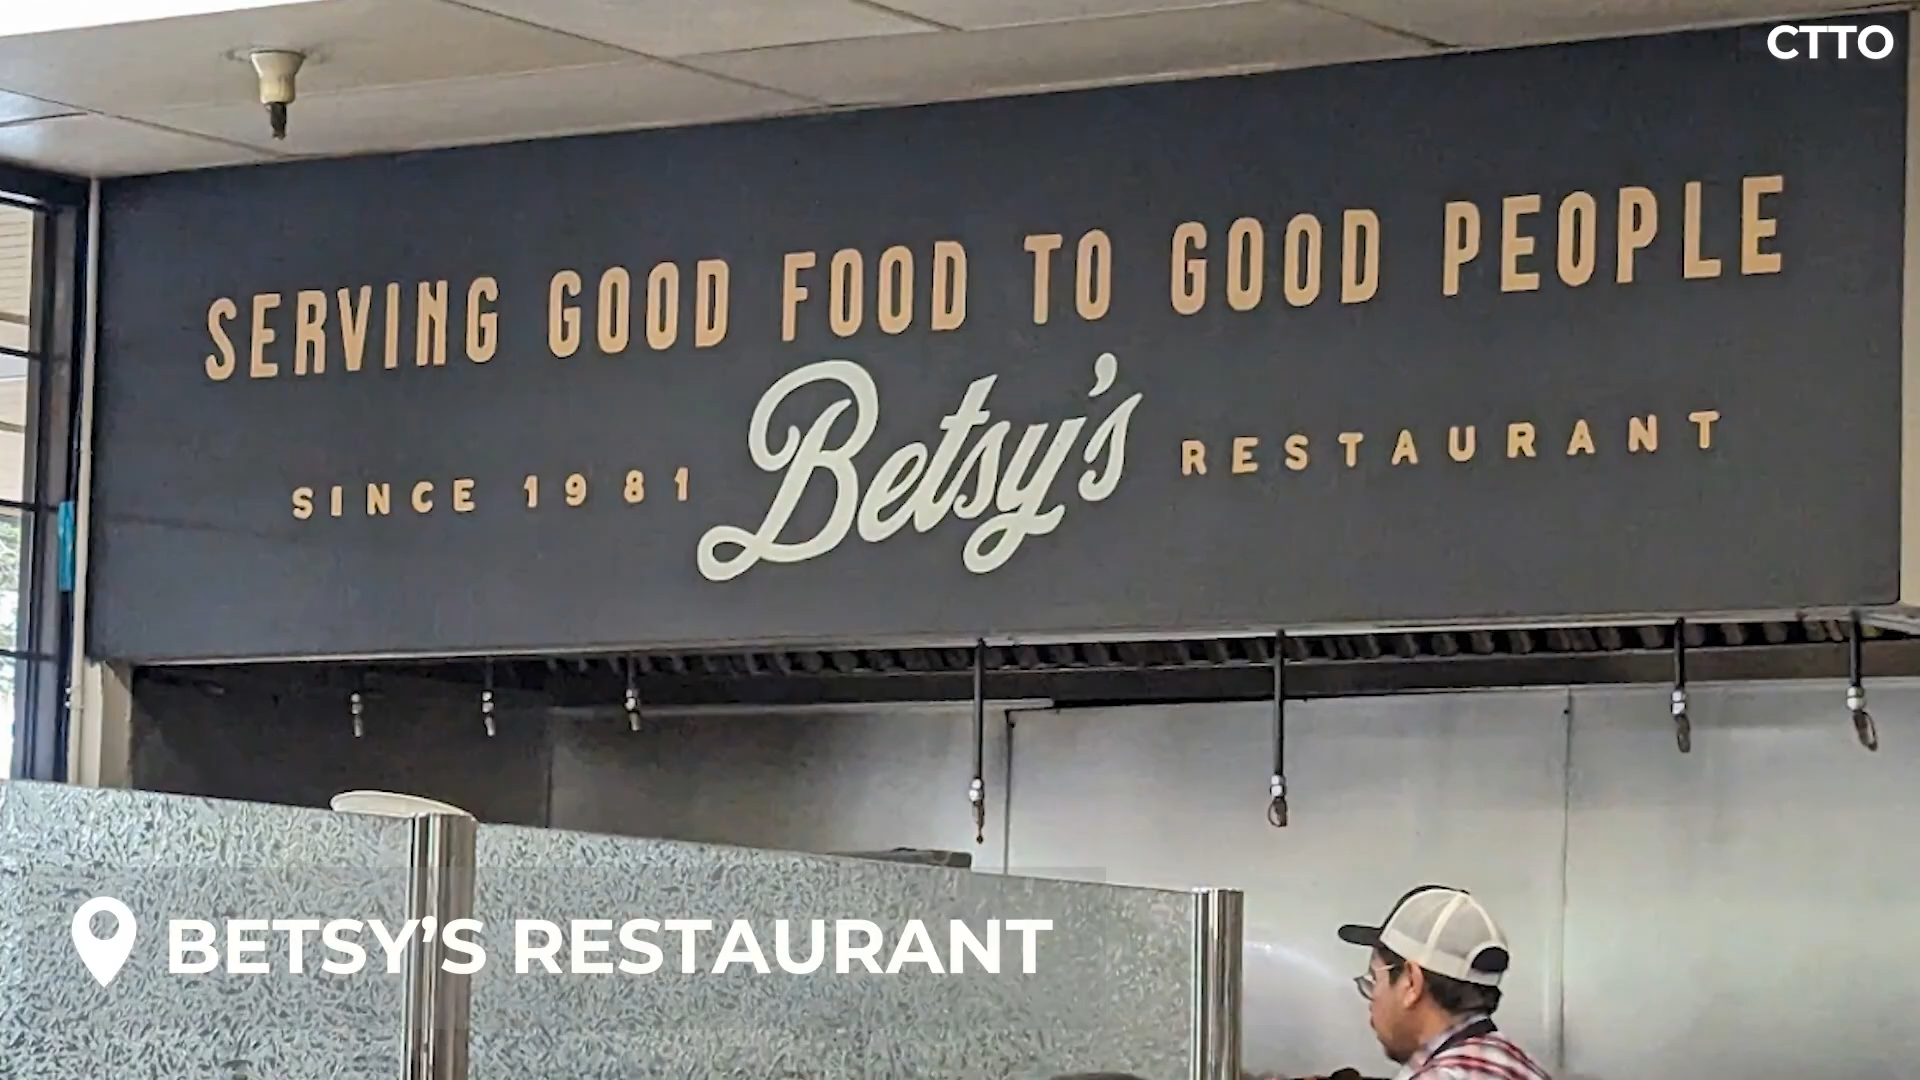 CTTO
SERVING GOOD FOOD TO GOOD PEOPLE
SINCE 1981 Betsy's RESTAURANT
BETSY'S RESTAURANT